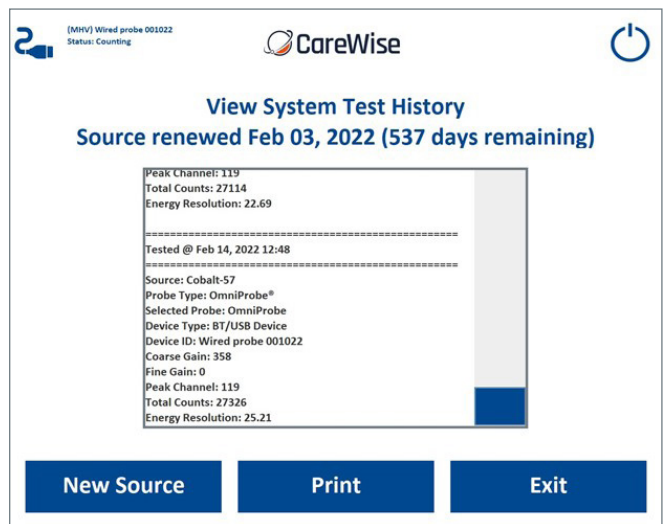 (MHV) Wired probe 001022
Status: Counting
CareWise
View System Test History
Source renewed Feb 03, 2022 (537 days remaining)
Peak Channel: 119
Total Counts: 27114
Energy Resolution: 22.69
===================================================
Tested @ Feb 14, 2022 12:48
===================================================
Source: Cobalt-57
Probe Type: OmniProbe®
Selected Probe: OmniProbe
Device Type: BT/USB Device
Device ID: Wired probe 001022
Coarse Gain: 358
Fine Gain: 0
Peak Channel: 119
Total Counts: 27326
Energy Resolution: 25.21
New Source
Print
Exit